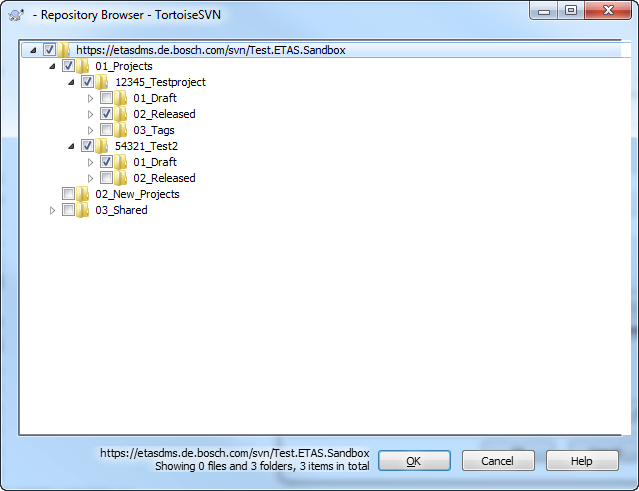 - Repository Browser - TortoiseSVN
https://etasdms.de.bosch.com/svn/Test.ETAS.Sandbox
01_Projects
12345_Testproject
01_Draft
02_Released
03_Tags
54321_Test2
01_Draft
02_Released
02_New_Projects
03_Shared
https://etasdms.de.bosch.com/svn/Test.ETAS.Sandbox
Showing 0 files and 3 folders, 3 items in total
OK
Cancel
Help